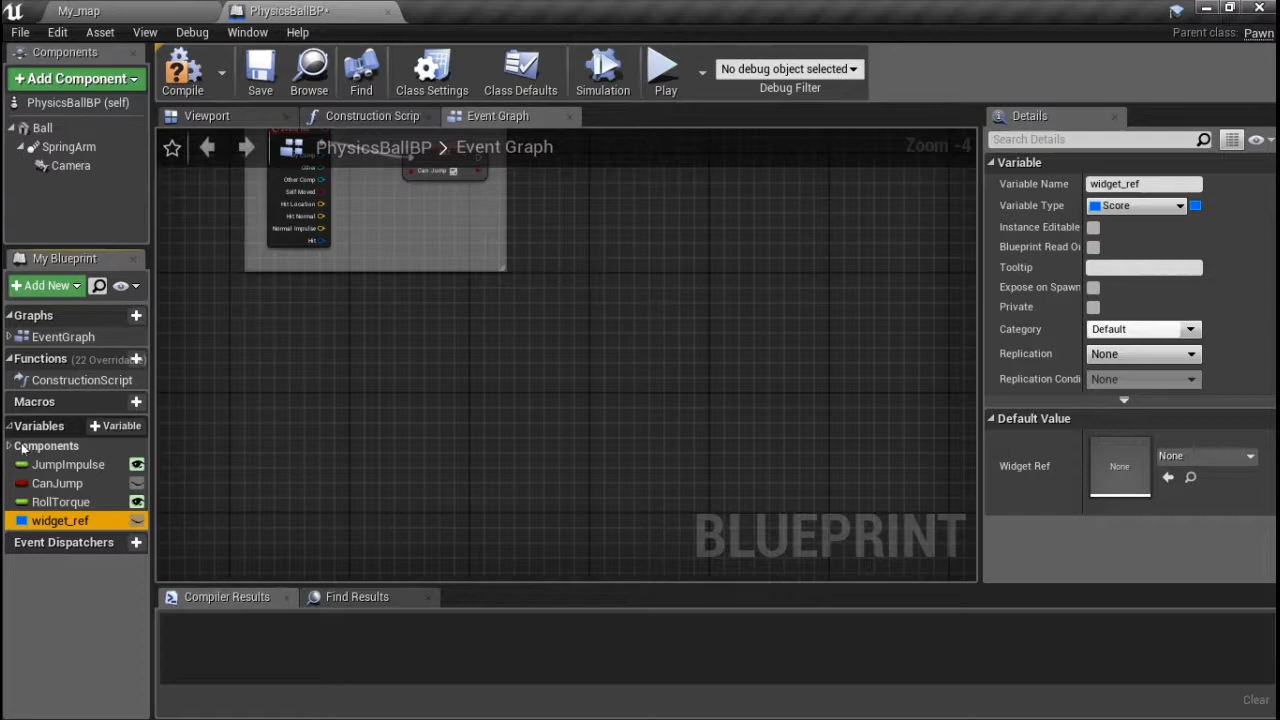 My_map
PhysicsBallBP*
File Edit Asset View Debug Window Help
Parent class: Pawn
Components
+Add Component
PhysicsBallBP (self)
Ball
SpringArm
Camera
Compile
Save
Browse
Find
Class Settings
Class Defaults
Simulation
Play
No debug object selected
Debug Filter
Viewport
Construction Scrip
Event Graph
PhysicsBallBP > Event Graph
Zoom -4
Other
Other Comp
Self Moved
Hit Location
Hit Normal
Normal Impulse
Hit
Can Jump
BLUEPRINT
My Blueprint
+Add New
Graphs
EventGraph
Functions (22 Overrida
ConstructionScript
Macros
Variables
+Variable
Components
JumpImpulse
CanJump
RollTorque
widget_ref
Event Dispatchers
Compiler Results
Find Results
Clear
Details
Search Details
Variable
Variable Name widget_ref
Variable Type Score
Instance Editable
Blueprint Read O
Tooltip
Expose on Spawn
Private
Category Default
Replication None
Replication Condi None
Default Value
Widget Ref
None
None